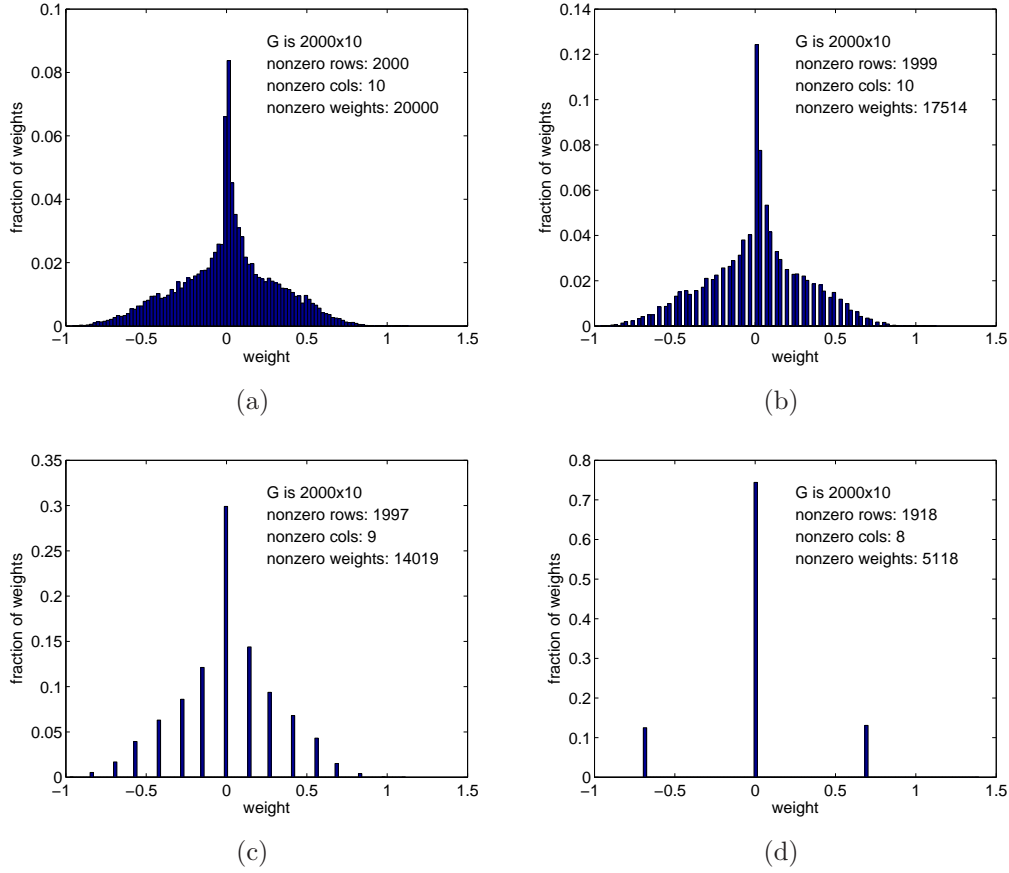 0.1
0.08
0.06
0.04
0.02
0
−1
−0.5
0
0.5
1
1.5
fraction of weights
weight
G is 2000x10
nonzero rows: 2000
nonzero cols: 10
nonzero weights: 20000
(a)
0.14
0.12
0.1
0.08
0.06
0.04
0.02
0
−1
−0.5
0
0.5
1
1.5
fraction of weights
weight
G is 2000x10
nonzero rows: 1999
nonzero cols: 10
nonzero weights: 17514
(b)
0.35
0.3
0.25
0.2
0.15
0.1
0.05
0
−1
−0.5
0
0.5
1
1.5
fraction of weights
weight
G is 2000x10
nonzero rows: 1997
nonzero cols: 9
nonzero weights: 14019
(c)
0.8
0.7
0.6
0.5
0.4
0.3
0.2
0.1
0
−1
−0.5
0
0.5
1
1.5
fraction of weights
weight
G is 2000x10
nonzero rows: 1918
nonzero cols: 8
nonzero weights: 5118
(d)